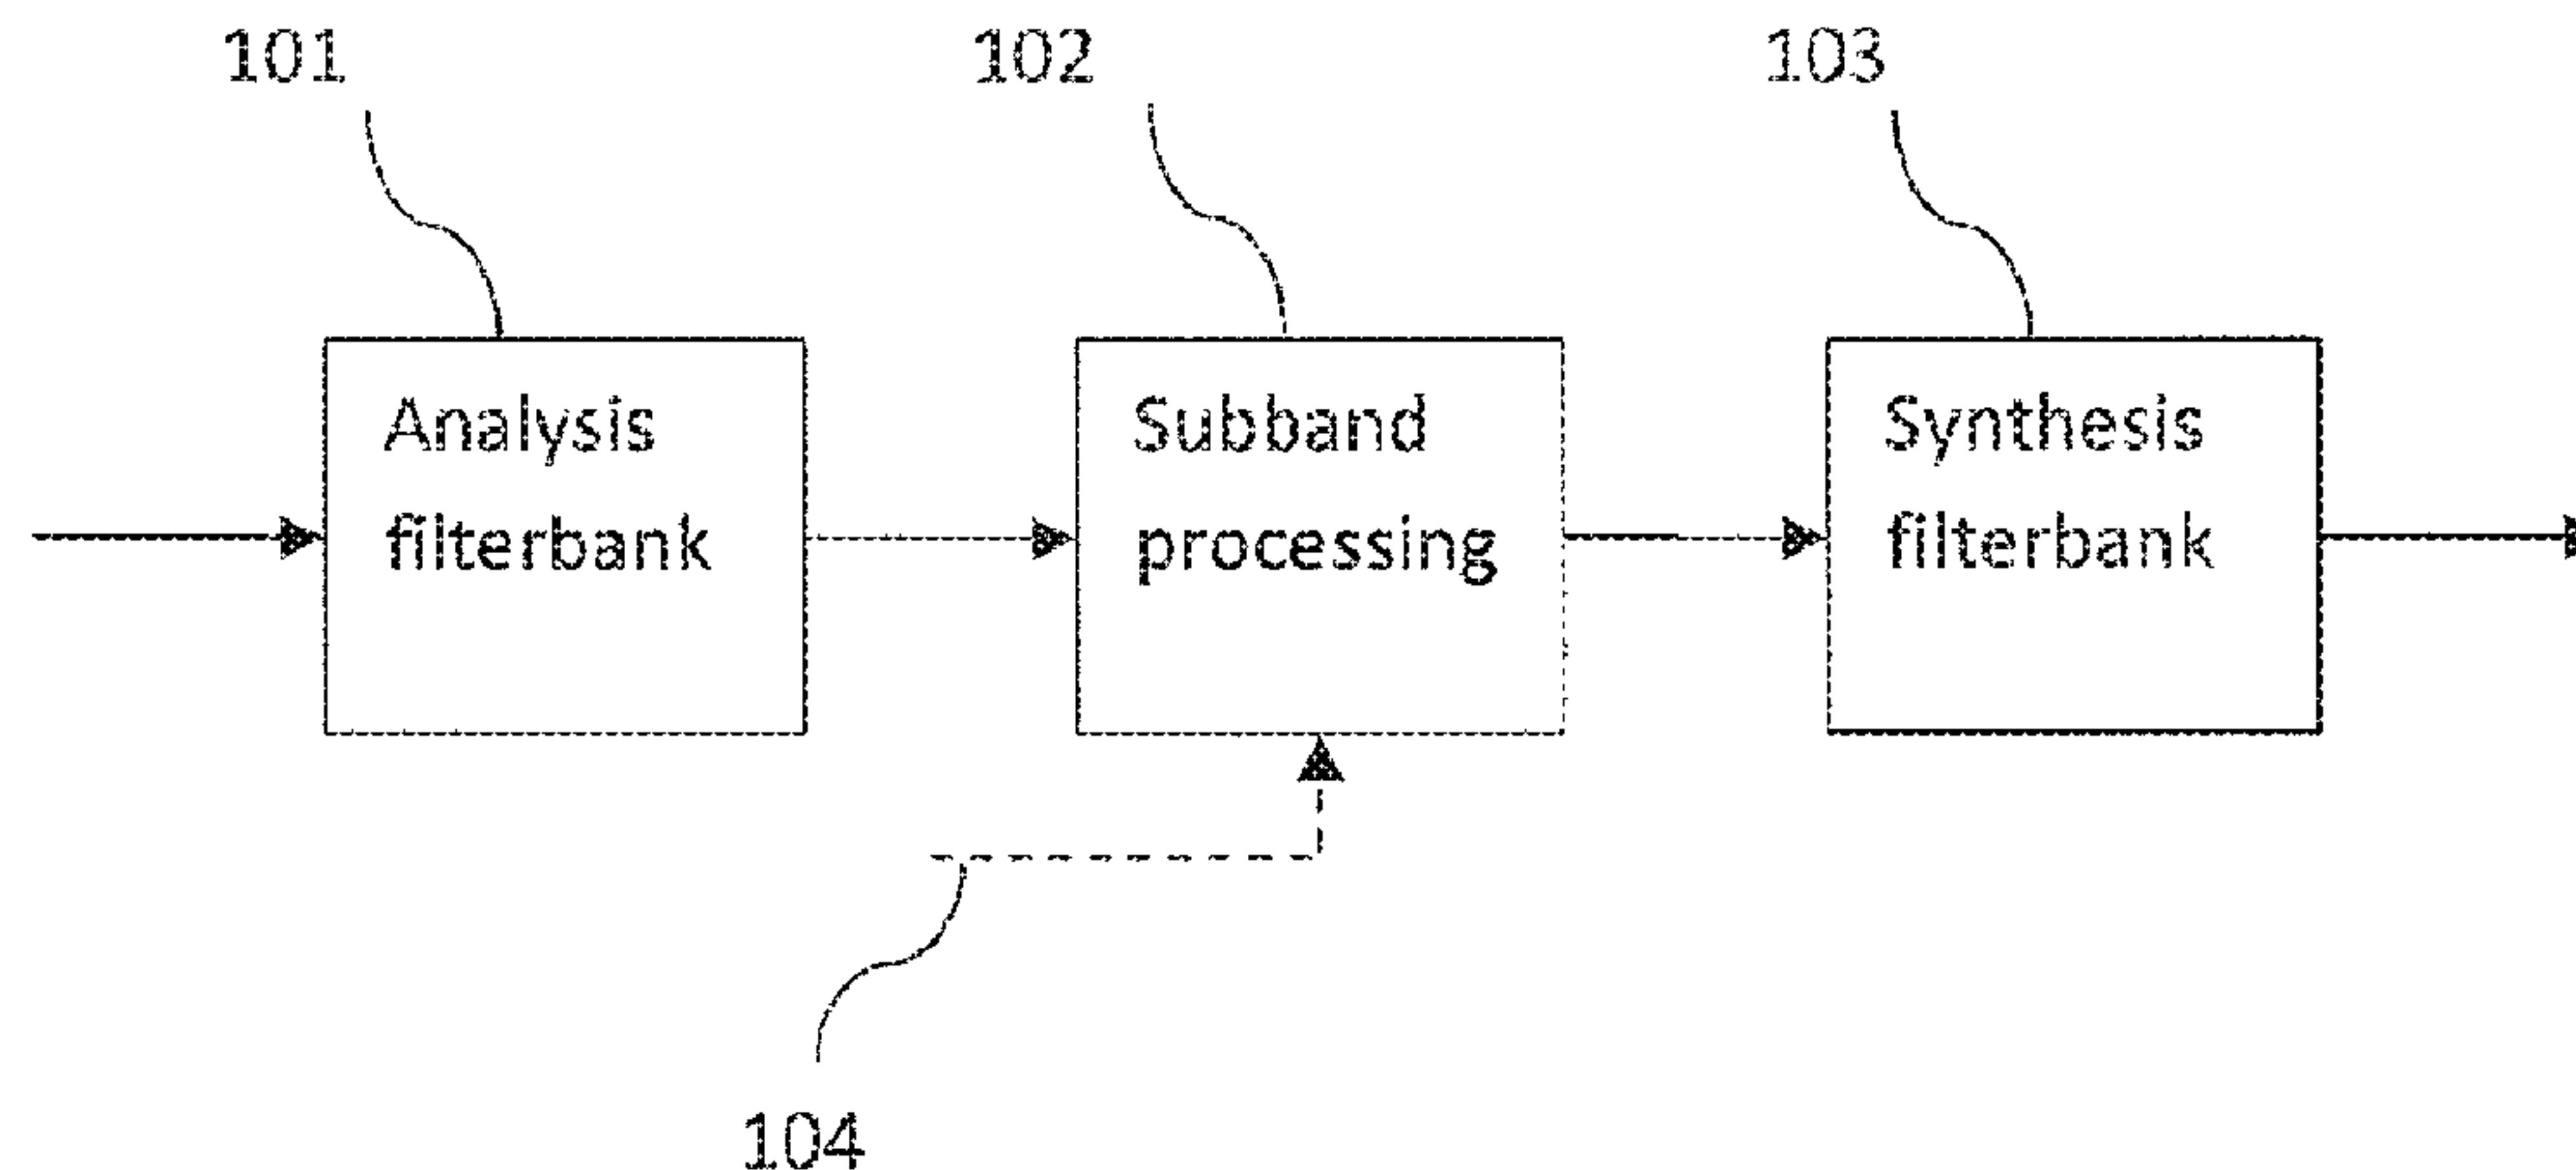 101
102
103
Analysis
filterbank
Subband
processing
Synthesis
filterbank
104